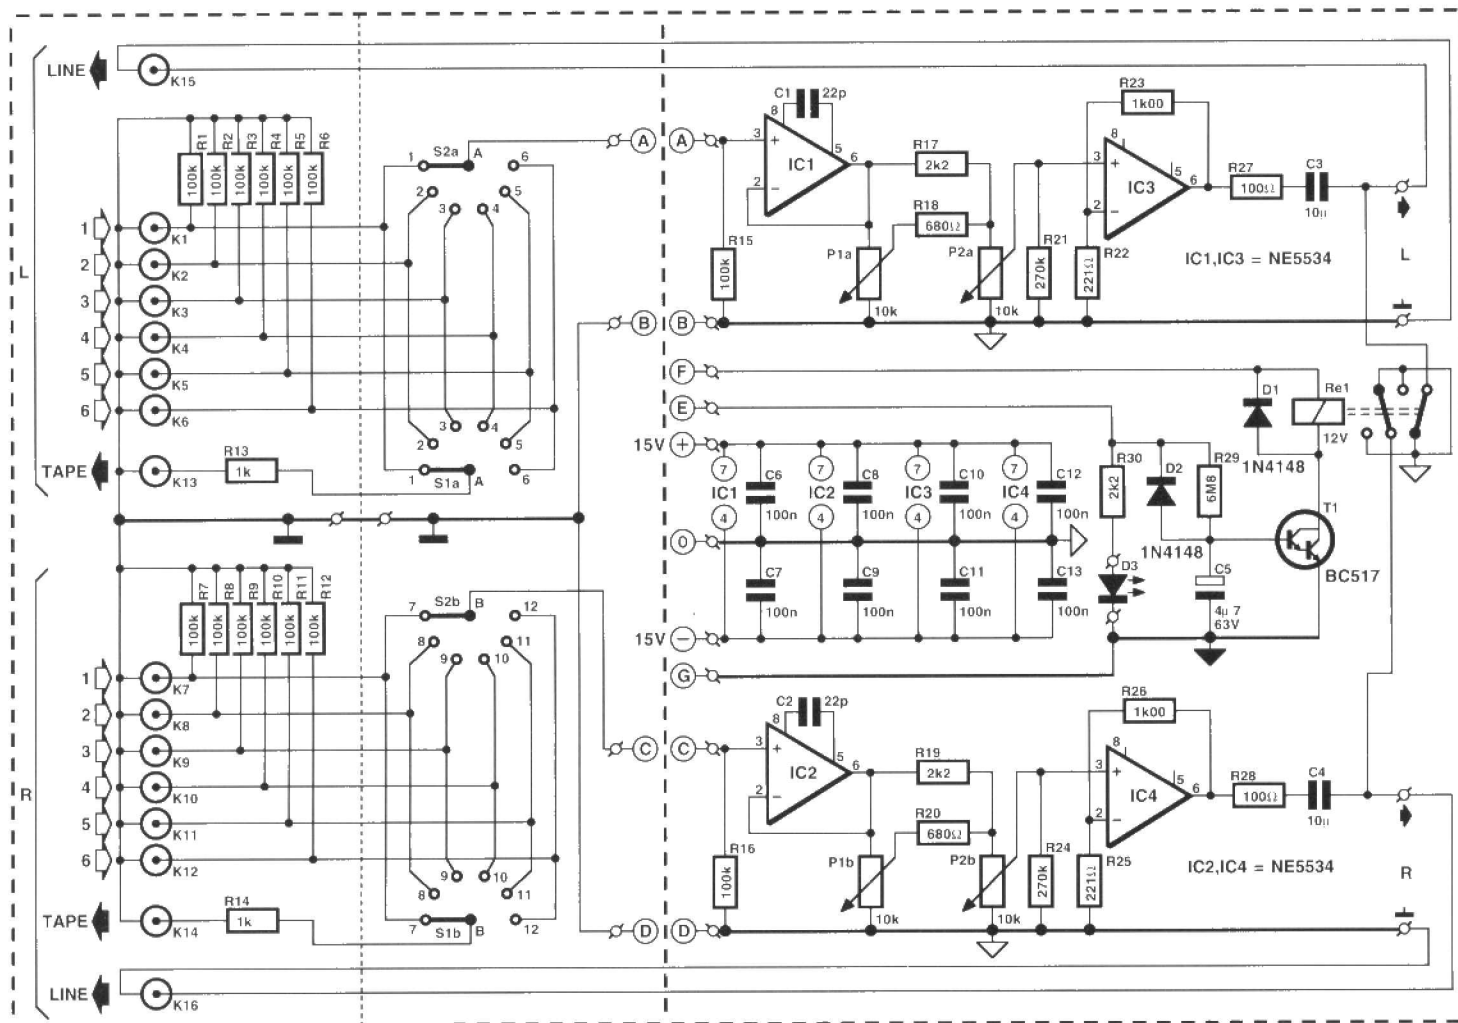 LINE
K15
R1 R2 R3 R4 R5 R6
100k 100k 100k 100k 100k 100k
1 K1
2 K2
L
3 K3
4 K4
5 K5
6 K6
TAPE
K13
R13
1k
1 S2a A 6
2 5
3 4
3 4
2 5
1 S1a A 6
A A
B B
C1 22p
8
3 +
IC1
5
6
2 −
R15
100k
R17
2k2
R18
680Ω
P1a
10k
P2a
10k
R21
270k
R23
1k00
8
3 +
IC3
5
6
2 −
R22
221Ω
R27
100Ω
C3
10µ
IC1,IC3 = NE5534
L
F
E
15V +
7 7 7 7
IC1 IC2 IC3 IC4
4 4 4 4
C6 C8 C10 C12
100n 100n 100n 100n
0
C7 C9 C11 C13
100n 100n 100n 100n
15V −
G
R30
2k2
D2
1N4148
R29
6M8
D3
C5
4µ7
63V
D1
1N4148
Re1
12V
T1
BC517
R7 R8 R9 R10 R11 R12
100k 100k 100k 100k 100k 100k
1 K7
2 K8
3 K9
R
4 K10
5 K11
6 K12
TAPE
K14
R14
1k
LINE
K16
7 S2b B 12
8 11
9 10
9 10
8 11
7 S1b B 12
C C
D D
C2 22p
8
3 +
IC2
5
6
2 −
R16
100k
R19
2k2
R20
680Ω
P1b
10k
P2b
10k
R24
270k
R26
1k00
8
3 +
IC4
5
6
2 −
R25
221Ω
R28
100Ω
C4
10µ
IC2,IC4 = NE5534
R